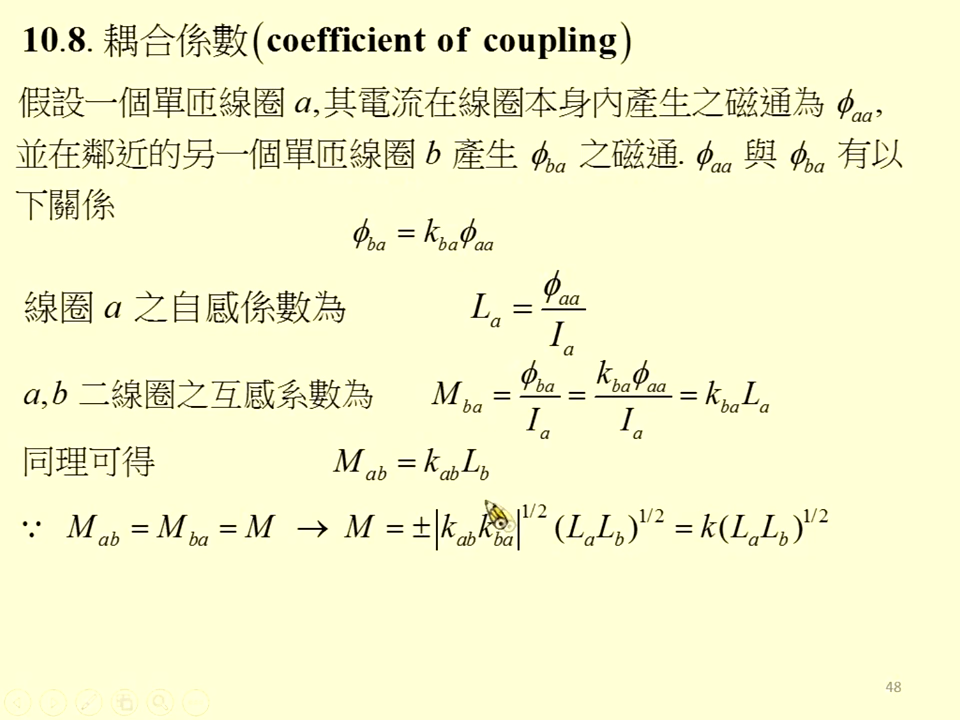 10.8. 耦合係數(coefficient of coupling)
假設一個單匝線圈 a,其電流在線圈本身內產生之磁通為 ϕ_aa,
並在鄰近的另一個單匝線圈 b 產生 ϕ_ba 之磁通. ϕ_aa 與 ϕ_ba 有以
下關係
ϕ_ba = k_ba ϕ_aa
線圈 a 之自感係數為 L_a = ϕ_aa / I_a
a,b 二線圈之互感系數為 M_ba = ϕ_ba / I_a = k_ba ϕ_aa / I_a = k_ba L_a
同理可得 M_ab = k_ab L_b
∵ M_ab = M_ba = M → M = ±|k_ab k_ba|^1/2 (L_a L_b)^1/2 = k(L_a L_b)^1/2
48